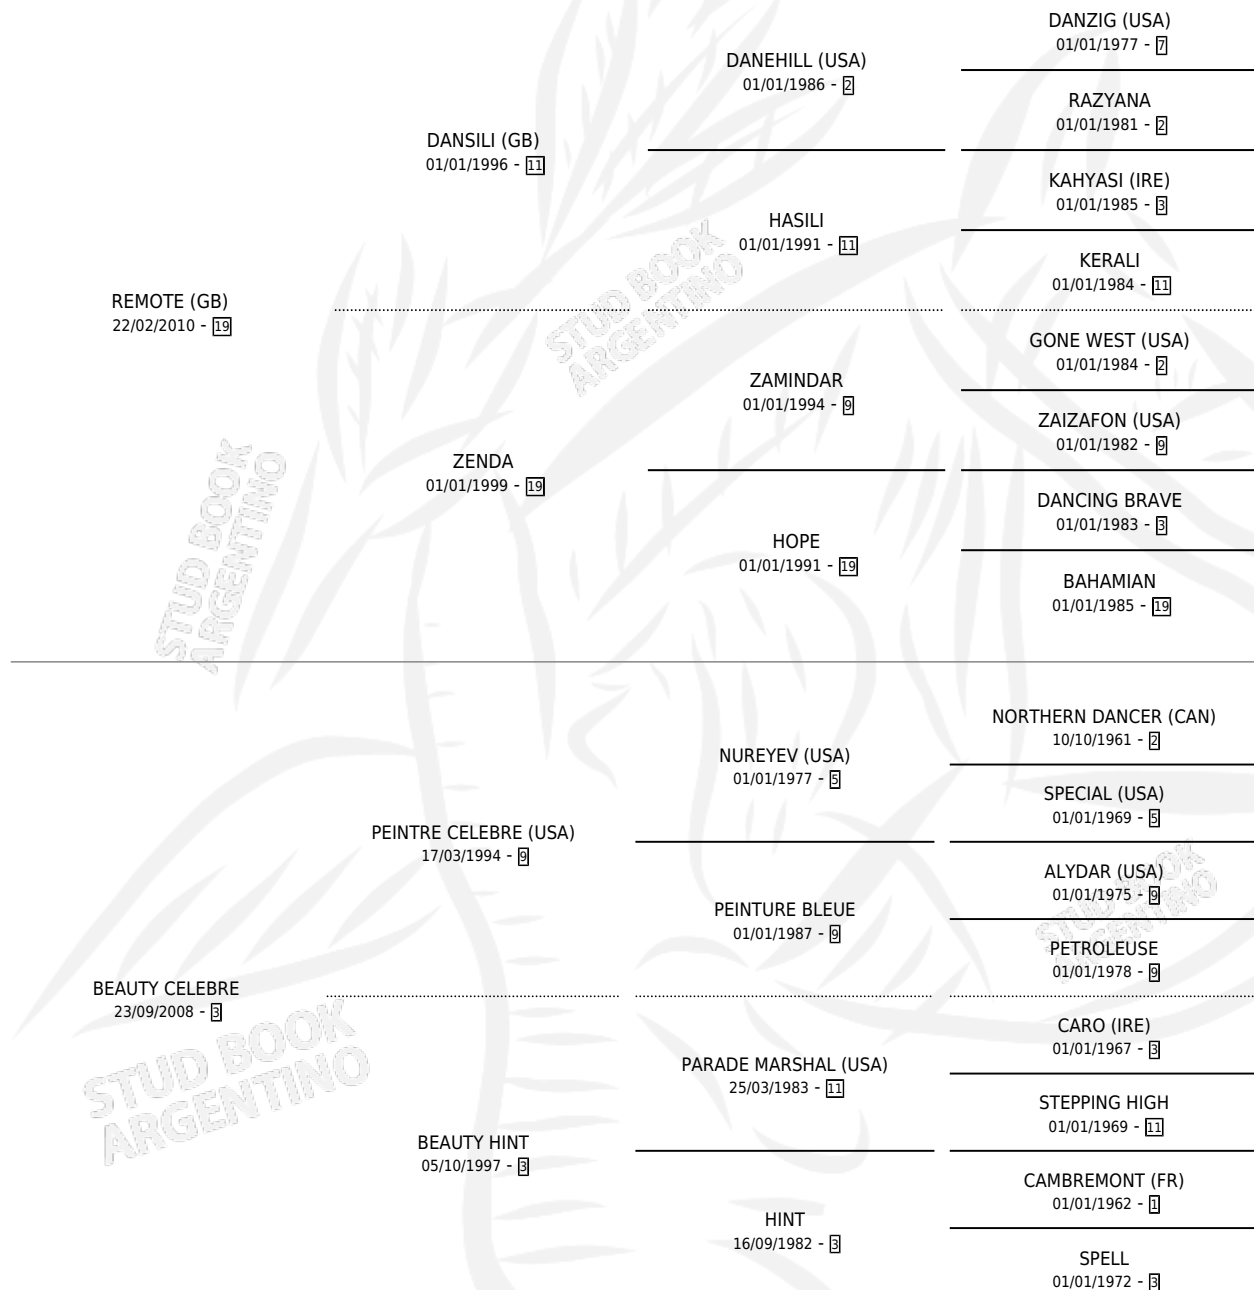 DANZIG (USA)
01/01/1977 - 7
DANEHILL (USA)
01/01/1986 - 2
RAZYANA
01/01/1981 - 2
DANSILI (GB)
01/01/1996 - 11
KAHYASI (IRE)
01/01/1985 - 3
HASILI
01/01/1991 - 11
KERALI
01/01/1984 - 11
REMOTE (GB)
22/02/2010 - 19
STUD BOOK
ARGENTINO
GONE WEST (USA)
01/01/1984 - 2
ZAMINDAR
01/01/1994 - 9
ZAIZAFON (USA)
01/01/1982 - 9
ZENDA
01/01/1999 - 19
DANCING BRAVE
01/01/1983 - 3
HOPE
01/01/1991 - 19
BAHAMIAN
01/01/1985 - 19
STUD BOOK
ARGENTINO
NORTHERN DANCER (CAN)
10/10/1961 - 2
NUREYEV (USA)
01/01/1977 - 5
SPECIAL (USA)
01/01/1969 - 5
PEINTRE CELEBRE (USA)
17/03/1994 - 9
ALYDAR (USA)
01/01/1975 - 9
PEINTURE BLEUE
01/01/1987 - 9
STUD BOOK
ARGENTINO
PETROLEUSE
01/01/1978 - 9
BEAUTY CELEBRE
23/09/2008 - 3
CARO (IRE)
01/01/1967 - 3
PARADE MARSHAL (USA)
25/03/1983 - 11
STEPPING HIGH
01/01/1969 - 11
STUD BOOK
ARGENTINO
BEAUTY HINT
05/10/1997 - 3
CAMBREMONT (FR)
01/01/1962 - 1
HINT
16/09/1982 - 3
SPELL
01/01/1972 - 3